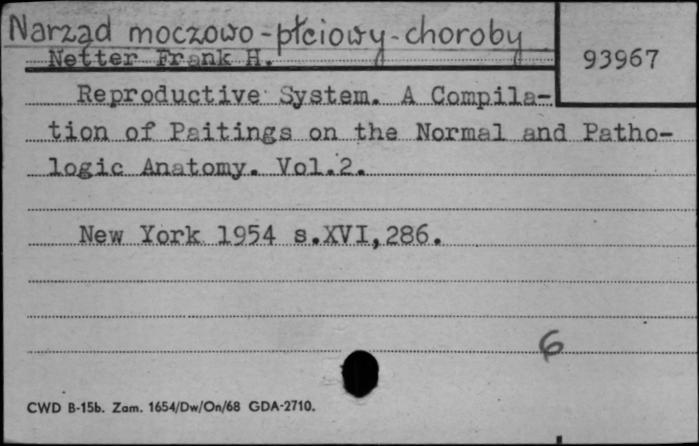 Narząd moczowo-płciowy-choroby
Netter Frank H.
93967
Reproductive System. A Compila-
tion of Paitings on the Normal and Patho-
logic Anatomy. Vol.2.
New York 1954 s.XVI,286.
6
CWD B-15b. Zam. 1654/Dw/On/68 GDA-2710.